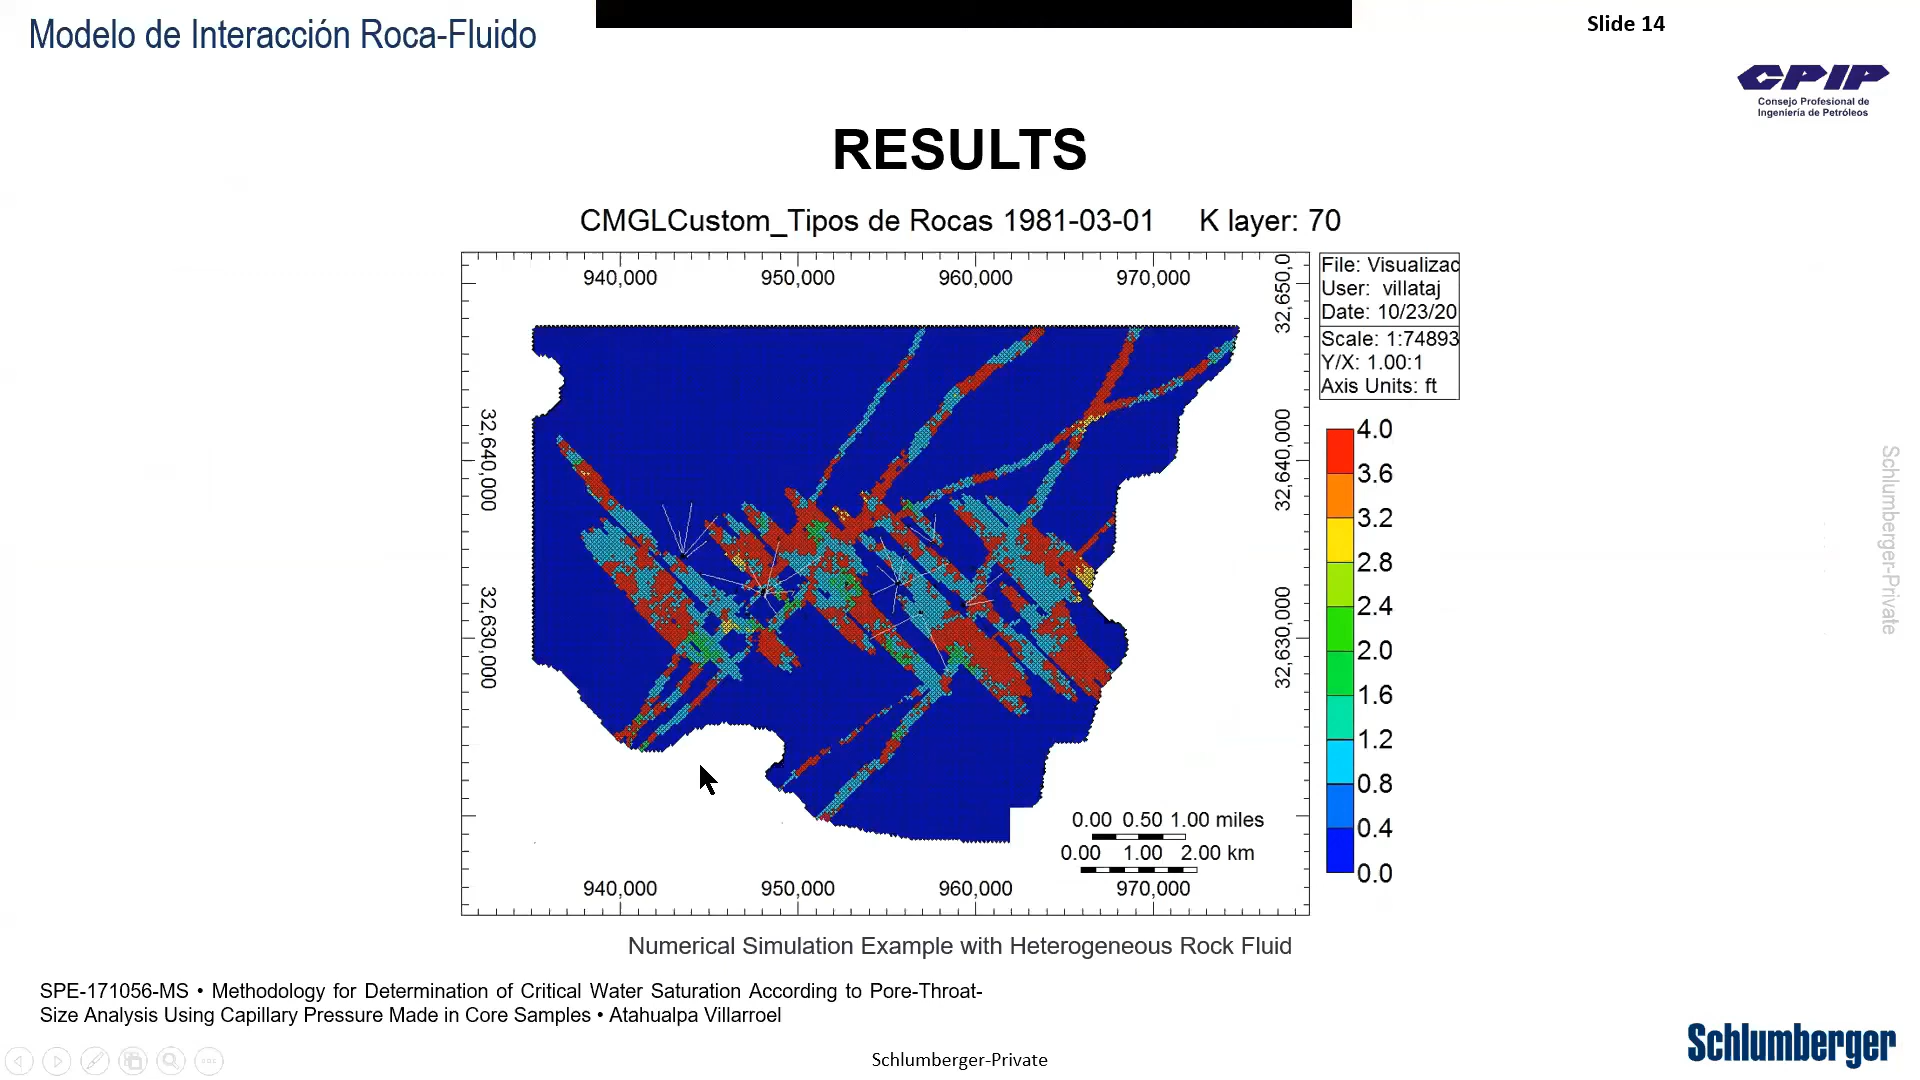 Modelo de Interacción Roca-Fluido
Slide 14
CPIP
Consejo Profesional de
Ingeniería de Petróleos
RESULTS
CMGLCustom_Tipos de Rocas 1981-03-01 K layer: 70
940,000 950,000 960,000 970,000
32,650,0
File: Visualizac
User: villataj
Date: 10/23/20
Scale: 1:74893
Y/X: 1.00:1
Axis Units: ft
32,640,000
32,630,000
32,640,000
32,630,000
4.0
3.6
3.2
2.8
2.4
2.0
1.6
1.2
0.8
0.4
0.0
0.00 0.50 1.00 miles
0.00 1.00 2.00 km
940,000 950,000 960,000 970,000
Numerical Simulation Example with Heterogeneous Rock Fluid
SPE-171056-MS • Methodology for Determination of Critical Water Saturation According to Pore-Throat-
Size Analysis Using Capillary Pressure Made in Core Samples • Atahualpa Villarroel
Schlumberger-Private
Schlumberger-Private
Schlumberger